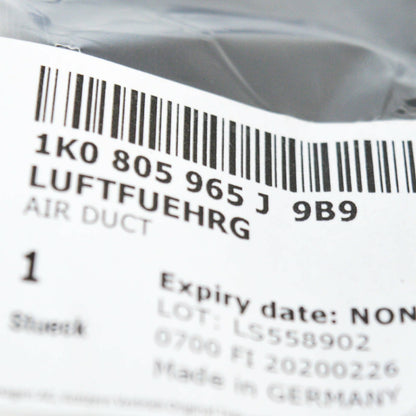 1K0 805 965 J 9B9
LUFTFUEHRG
AIR DUCT
1
Stueck
Expiry date: NON
LOT: LS558902
0700 FI 20200226
Made in GERMANY